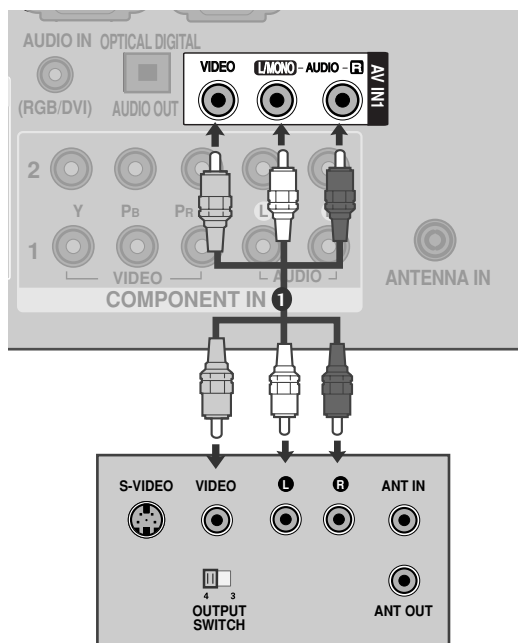 AUDIO IN OPTICAL DIGITAL
(RGB/DVI) AUDIO OUT
VIDEO L/MONO - AUDIO - R
AV IN1
2
Y PB PR L
1
VIDEO AUDIO
COMPONENT IN 1
ANTENNA IN
S-VIDEO VIDEO L R ANT IN
4 3
OUTPUT
SWITCH
ANT OUT